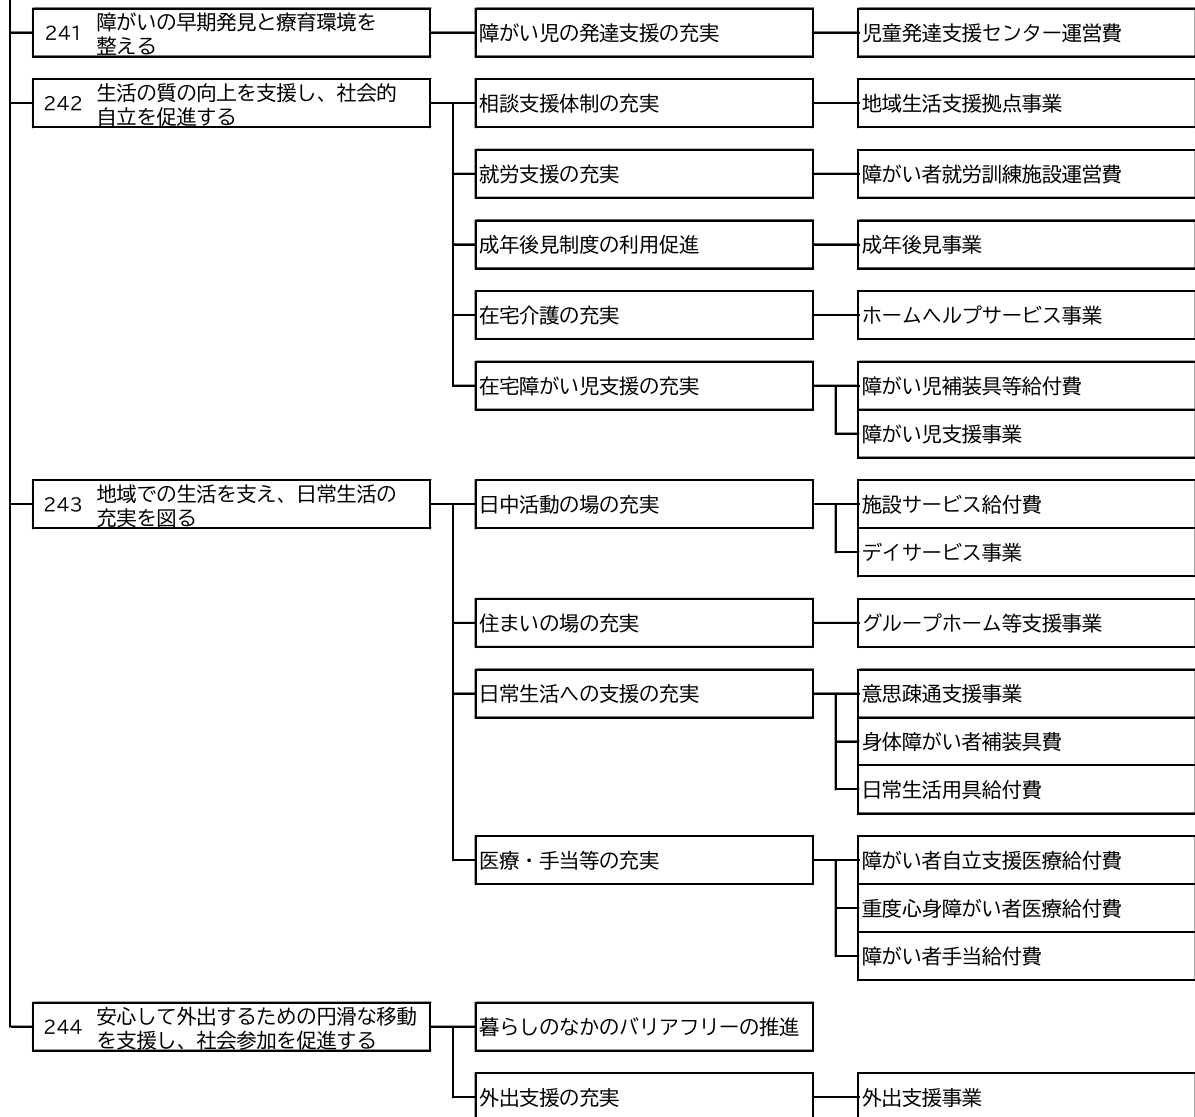 241 障がいの早期発見と療育環境を
整える
障がい児の発達支援の充実
児童発達支援センター運営費
242 生活の質の向上を支援し、社会的
自立を促進する
相談支援体制の充実
地域生活支援拠点事業
就労支援の充実
障がい者就労訓練施設運営費
成年後見制度の利用促進
成年後見事業
在宅介護の充実
ホームヘルプサービス事業
在宅障がい児支援の充実
障がい児補装具等給付費
障がい児支援事業
243 地域での生活を支え、日常生活の
充実を図る
日中活動の場の充実
施設サービス給付費
デイサービス事業
住まいの場の充実
グループホーム等支援事業
日常生活への支援の充実
意思疎通支援事業
身体障がい者補装具費
日常生活用具給付費
医療・手当等の充実
障がい者自立支援医療給付費
重度心身障がい者医療給付費
障がい者手当給付費
244 安心して外出するための円滑な移動
を支援し、社会参加を促進する
暮らしのなかのバリアフリーの推進
外出支援の充実
外出支援事業